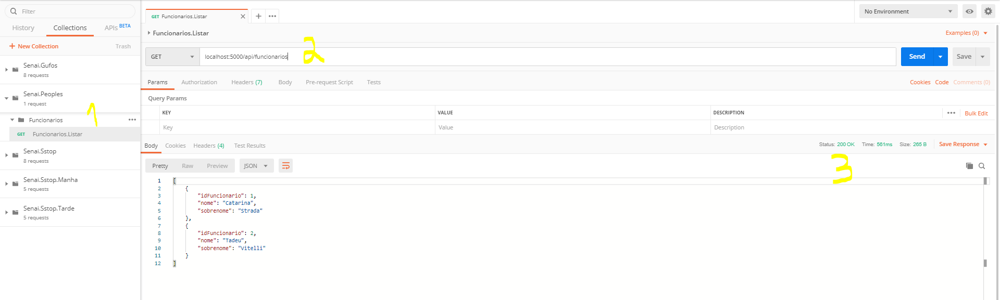 Filter
History Collections APIs BETA
+ New Collection Trash
Senai.Gufos
8 requests
Senai.Peoples
1 request
1
Funcionarios •••
GET Funcionarios.Listar
Senai.Sstop
8 requests
Senai.Sstop.Manha
5 requests
Senai.Sstop.Tarde
5 requests
GET Funcionarios.Listar × + •••
No Environment
Funcionarios.Listar
Examples (0)
2
GET localhost:5000/api/funcionarios
Send Save
Params Authorization Headers (7) Body Pre-request Script Tests
Cookies Code Comments (0)
Query Params
KEY VALUE DESCRIPTION ••• Bulk Edit
Key Value Description
Body Cookies Headers (4) Test Results
Status: 200 OK Time: 561ms Size: 265 B Save Response
3
Pretty Raw Preview JSON
1 [
2 {
3 "idFuncionario": 1,
4 "nome": "Catarina",
5 "sobrenome": "Strada"
6 },
7 {
8 "idFuncionario": 2,
9 "nome": "Tadeu",
10 "sobrenome": "Vitelli"
11 }
12 ]